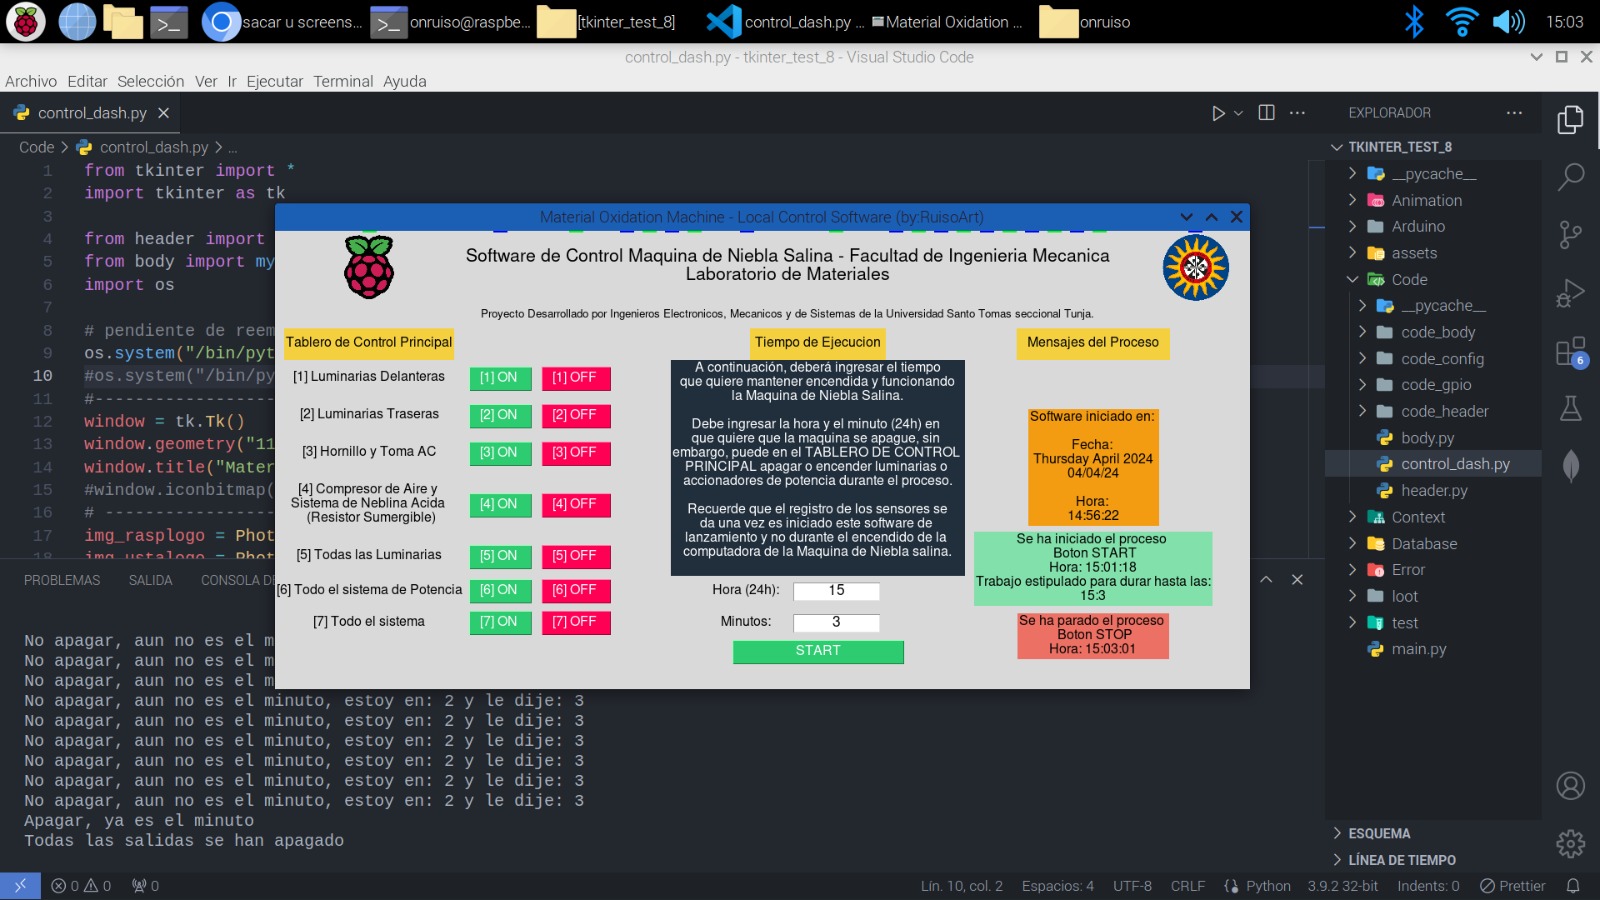 sacar u screens...
onruiso@raspbe...
[tkinter_test_8]
control_dash.py ...
Material Oxidation ...
onruiso
15:03
control_dash.py - tkinter_test_8 - Visual Studio Code
Archivo Editar Selección Ver Ir Ejecutar Terminal Ayuda
control_dash.py
Code > control_dash.py > ...
1 from tkinter import *
2 import tkinter as tk
3
4 from header import
5 from body import my
6 import os
7
8 # pendiente de reem
9 os.system("/bin/pyt
10 #os.system("/bin/py
11 #------------------
12 window = tk.Tk()
13 window.geometry("11
14 window.title("Mater
15 #window.iconbitmap(
16 # -----------------
17 img_rasplogo = Phot
18 img_ustalogo = Phot
Material Oxidation Machine - Local Control Software (by:RuisoArt)
Software de Control Maquina de Niebla Salina - Facultad de Ingenieria Mecanica
Laboratorio de Materiales
Proyecto Desarrollado por Ingenieros Electronicos, Mecanicos y de Sistemas de la Universidad Santo Tomas seccional Tunja.
Tablero de Control Principal
[1] Luminarias Delanteras
[1] ON [1] OFF
[2] Luminarias Traseras
[2] ON [2] OFF
[3] Hornillo y Toma AC
[3] ON [3] OFF
[4] Compresor de Aire y
Sistema de Neblina Acida
(Resistor Sumergible)
[4] ON [4] OFF
[5] Todas las Luminarias
[5] ON [5] OFF
[6] Todo el sistema de Potencia
[6] ON [6] OFF
[7] Todo el sistema
[7] ON [7] OFF
Tiempo de Ejecucion
A continuación, deberá ingresar el tiempo
que quiere mantener encendida y funcionando
la Maquina de Niebla Salina.
Debe ingresar la hora y el minuto (24h) en
que quiere que la maquina se apague, sin
embargo, puede en el TABLERO DE CONTROL
PRINCIPAL apagar o encender luminarias o
accionadores de potencia durante el proceso.
Recuerde que el registro de los sensores se
da una vez es iniciado este software de
lanzamiento y no durante el encendido de la
computadora de la Maquina de Niebla salina.
Hora (24h): 15
Minutos: 3
START
Mensajes del Proceso
Software iniciado en:
Fecha:
Thursday April 2024
04/04/24
Hora:
14:56:22
Se ha iniciado el proceso
Boton START
Hora: 15:01:18
Trabajo estipulado para durar hasta las:
15:3
Se ha parado el proceso
Boton STOP
Hora: 15:03:01
PROBLEMAS SALIDA CONSOLA DE
No apagar, aun no es el m
No apagar, aun no es el m
No apagar, aun no es el m
No apagar, aun no es el minuto, estoy en: 2 y le dije: 3
No apagar, aun no es el minuto, estoy en: 2 y le dije: 3
No apagar, aun no es el minuto, estoy en: 2 y le dije: 3
No apagar, aun no es el minuto, estoy en: 2 y le dije: 3
No apagar, aun no es el minuto, estoy en: 2 y le dije: 3
No apagar, aun no es el minuto, estoy en: 2 y le dije: 3
Apagar, ya es el minuto
Todas las salidas se han apagado
EXPLORADOR
TKINTER_TEST_8
__pycache__
Animation
Arduino
assets
Code
__pycache__
code_body
code_config
code_gpio
code_header
body.py
control_dash.py
header.py
Context
Database
Error
loot
test
main.py
ESQUEMA
LÍNEA DE TIEMPO
6
0 0 0
Lín. 10, col. 2 Espacios: 4 UTF-8 CRLF Python 3.9.2 32-bit Indents: 0 Prettier